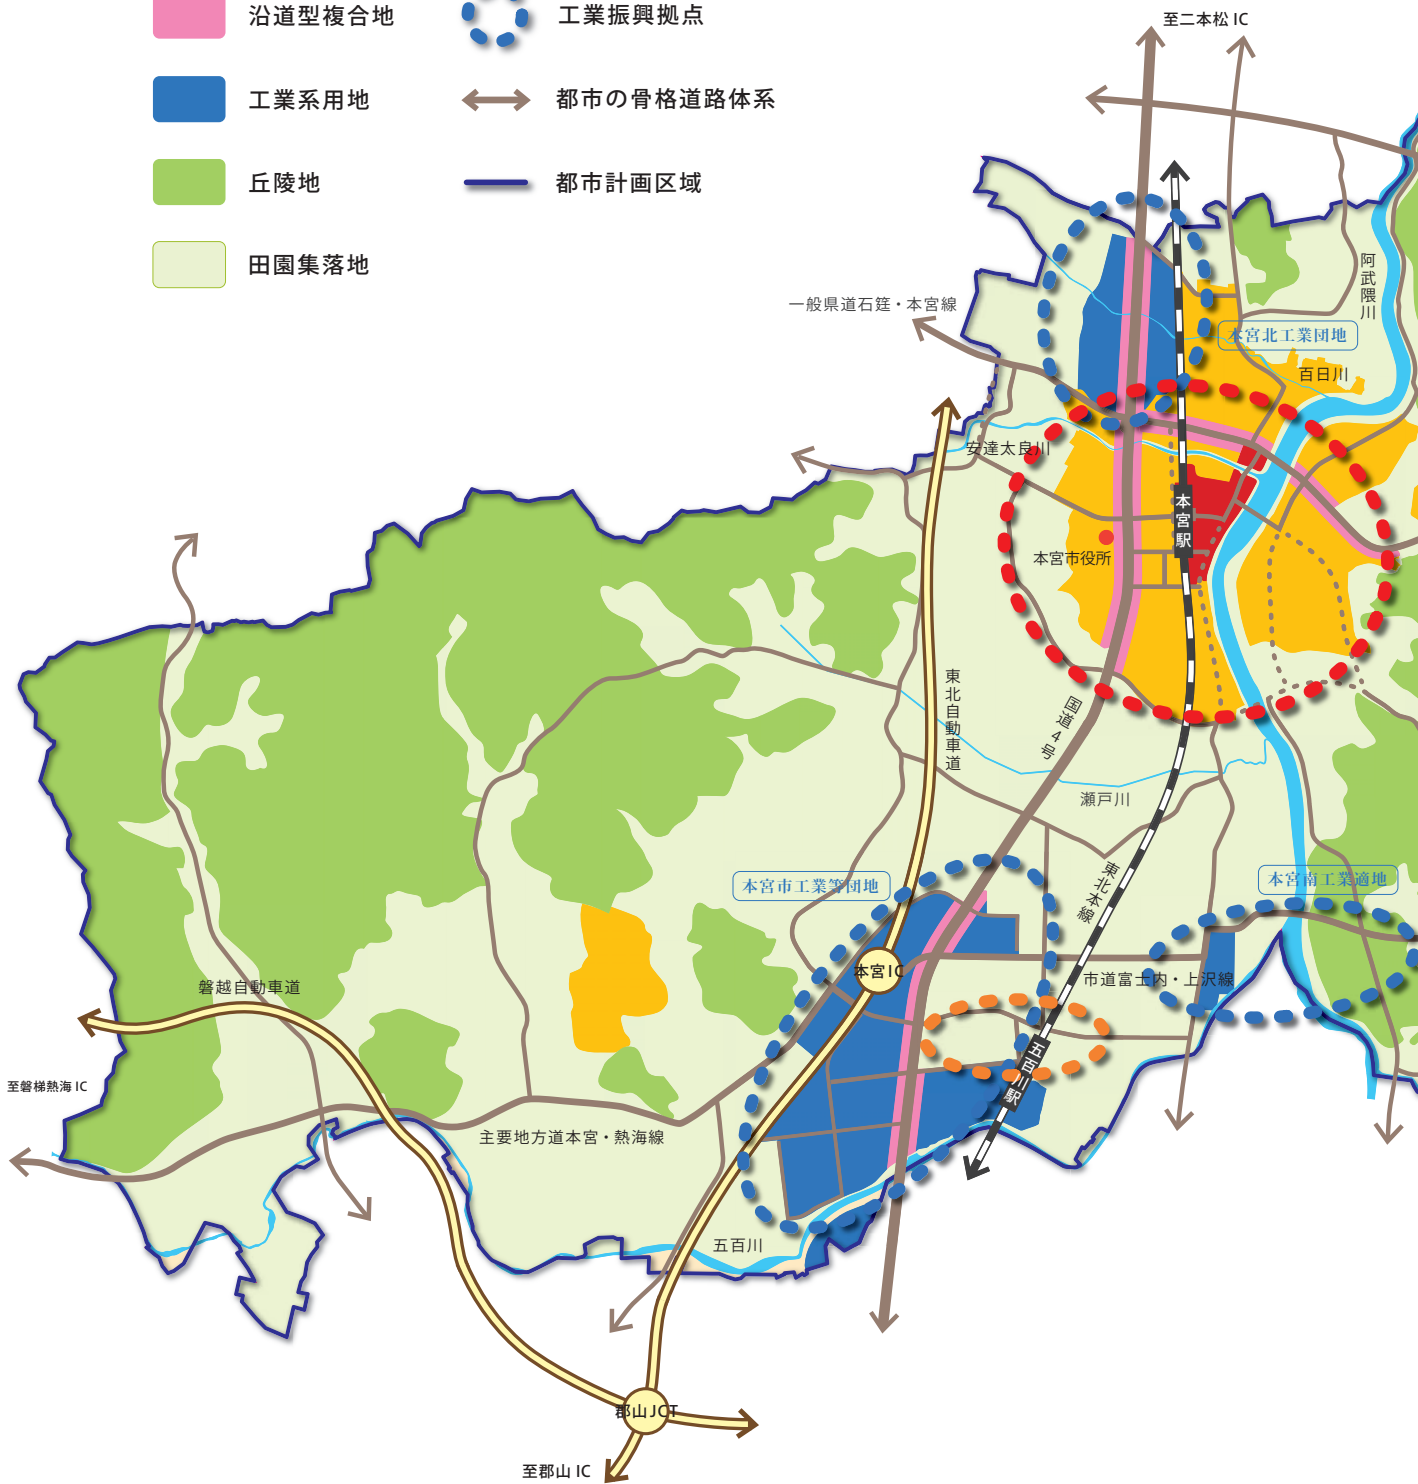 沿道型複合地
工業振興拠点
工業系用地
都市の骨格道路体系
丘陵地
都市計画区域
田園集落地
至二本松 IC
阿武隈川
一般県道石筵・本宮線
本宮北工業団地
百日川
安達太良川
本宮駅
本宮市役所
東北自動車道
国道4号
瀬戸川
本宮市工業等団地
東北本線
本宮南工業適地
本宮 IC
市道富士内・上沢線
磐越自動車道
五百川駅
至磐梯熱海 IC
主要地方道本宮・熱海線
五百川
郡山 JCT
至郡山 IC